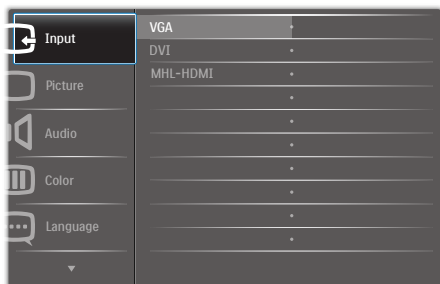 Input
Picture
Audio
Color
Language
VGA
DVI
MHL-HDMI